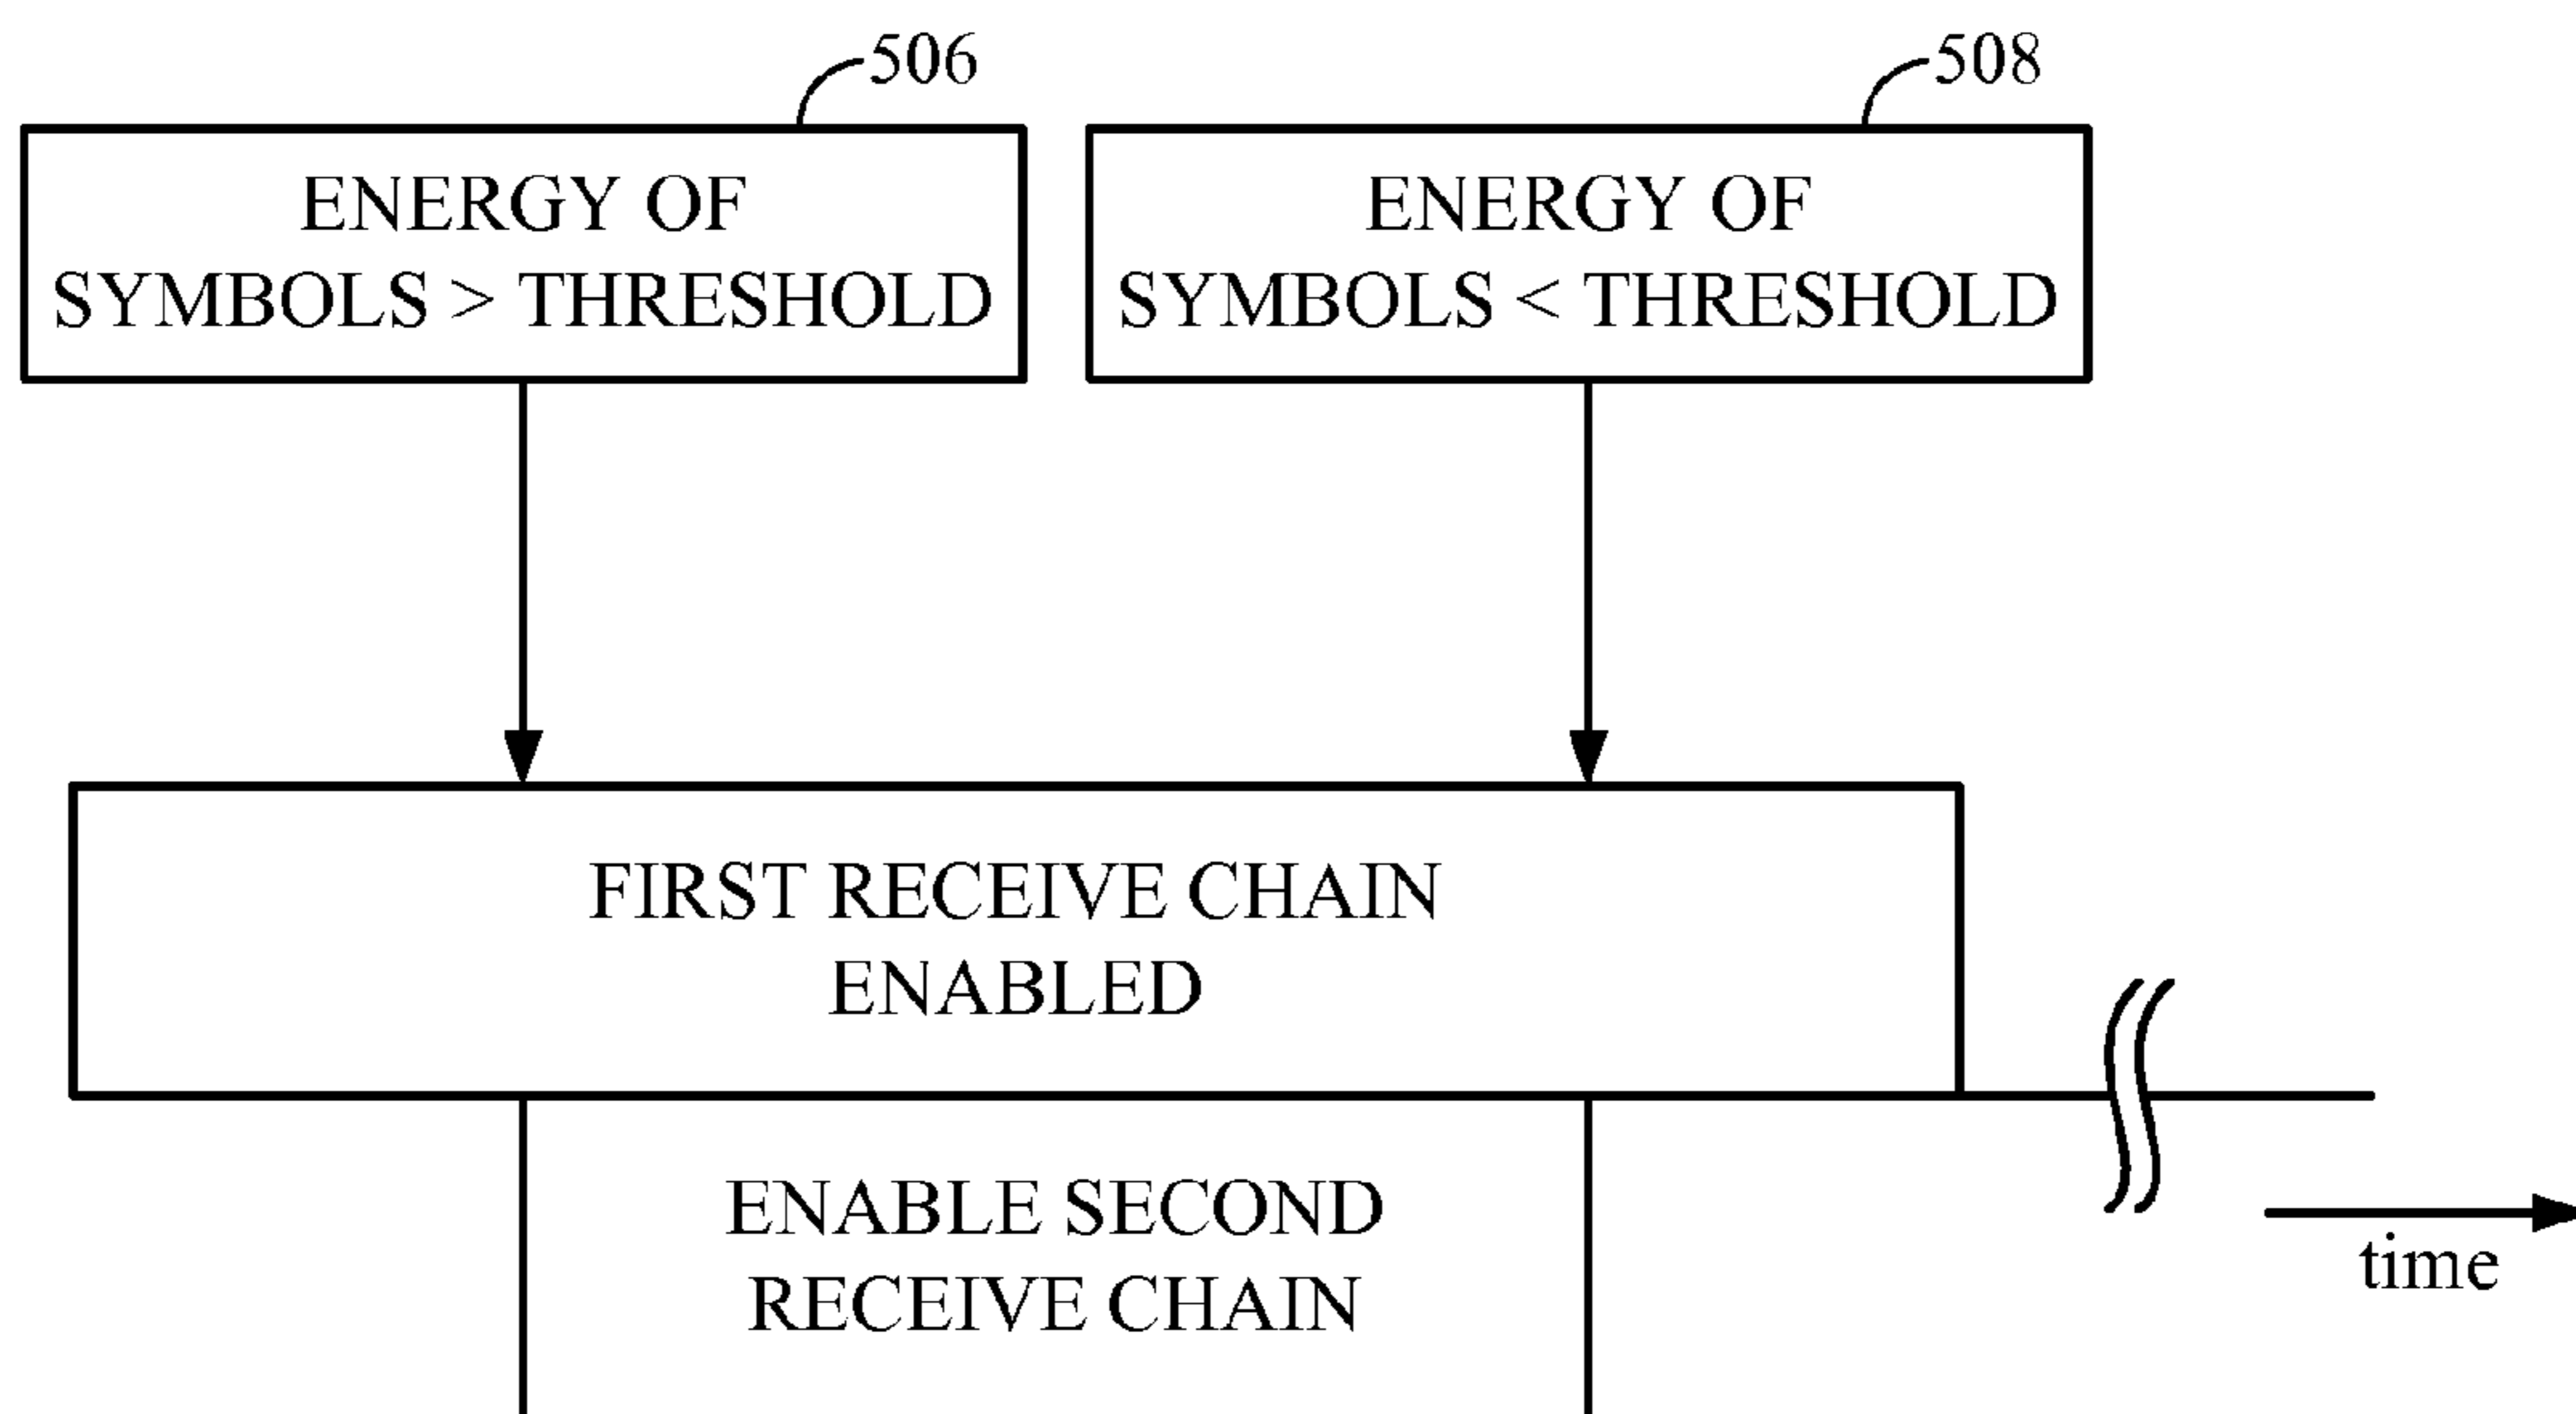 506
508
ENERGY OF
SYMBOLS > THRESHOLD
ENERGY OF
SYMBOLS < THRESHOLD
FIRST RECEIVE CHAIN
ENABLED
ENABLE SECOND
RECEIVE CHAIN
time